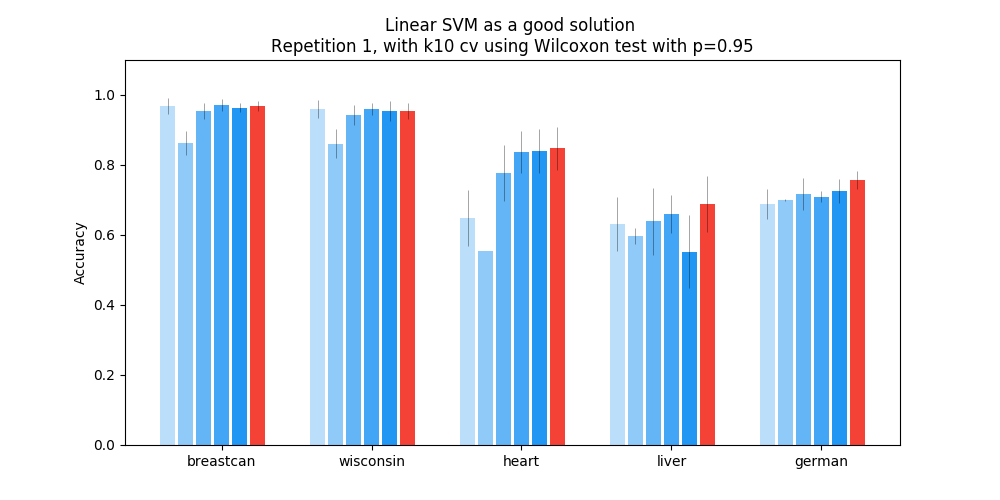 Linear SVM as a good solution
Repetition 1, with k10 cv using Wilcoxon test with p=0.95
Accuracy
1.0
0.8
0.6
0.4
0.2
0.0
breastcan
wisconsin
heart
liver
german